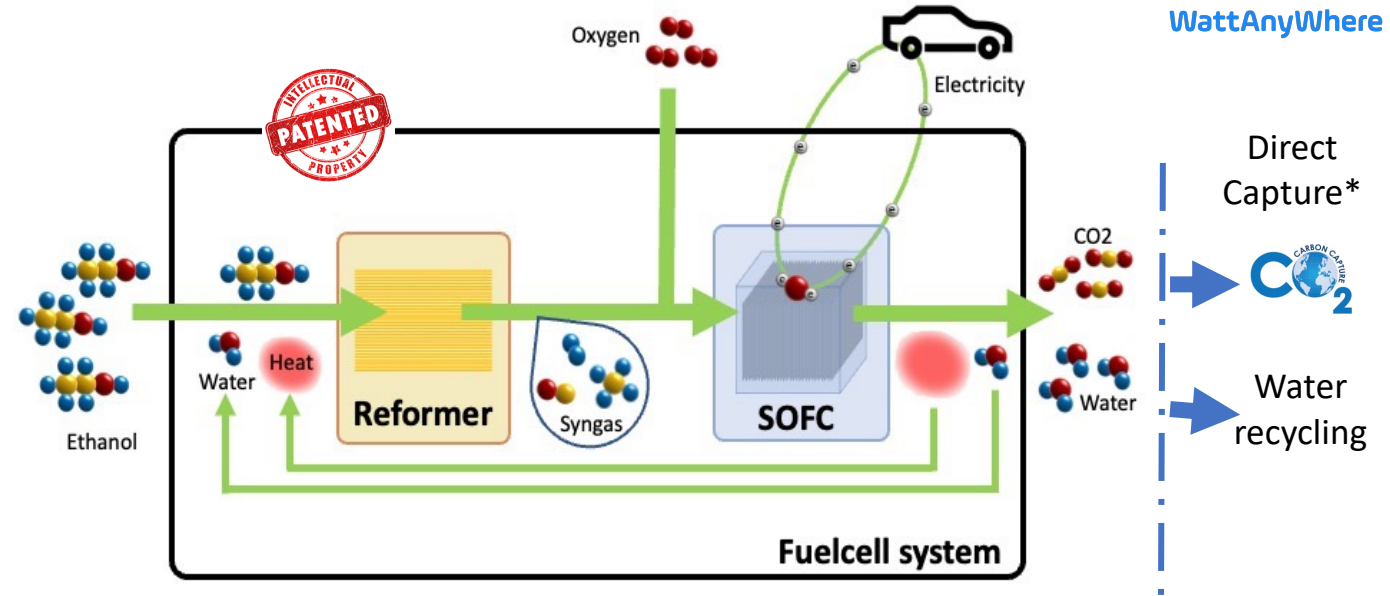 WattAnyWhere
Oxygen
Electricity
INTELLECTUAL
PATENTED
PROPERTY
Direct
Capture*
CO2
CARBON CAPTURE
CO2
Water
Heat
Reformer
Syngas
SOFC
Ethanol
Water
Water
recycling
Fuelcell system
e
e
e
e
e
e
e
e